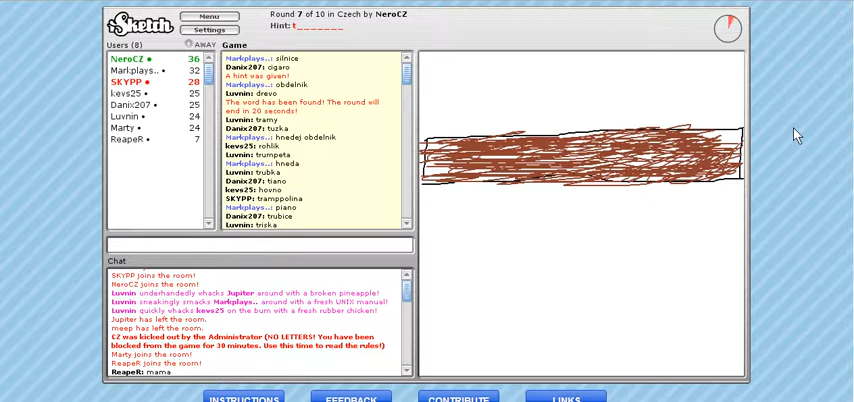 iSketch
Menu
Settings
Round 7 of 10 in Czech by NeroCZ
Hint: t_______
Users (8)
AWAY
Game
NeroCZ • 36
Markplays.. • 32
SKYPP • 28
kevs25 • 25
Danix207 • 25
Luvnin • 24
Marty • 24
ReapeR • 7
Markplays..: silnice
Danix207: cigaro
A hint was given!
Markplays..: obdelnik
Luvnin: drevo
The word has been found! The round will
end in 20 seconds!
Luvnin: tramy
Danix207: tuzka
Markplays..: hnedej obdelnik
kevs25: rohlik
Luvnin: trumpeta
Markplays..: hneda
Luvnin: trubka
Danix207: tiano
kevs25: hovno
SKYPP: tramppolina
Markplays..: piano
Danix207: trubice
Luvnin: triska
Chat
SKYPP joins the room!
NeroCZ joins the room!
Luvnin underhandedly whacks Jupiter around with a broken pineapple!
Luvnin sneakingly smacks Markplays.. around with a fresh UNIX manual!
Luvnin quickly whacks kevs25 on the bum with a fresh rubber chicken!
Jupiter has left the room.
meep has left the room.
CZ was kicked out by the Administrator (NO LETTERS! You have been
blocked from the game for 30 minutes. Use this time to read the rules!)
Marty joins the room!
ReapeR joins the room!
ReapeR: mama
INSTRUCTIONS
FEEDBACK
CONTRIBUTE
LINKS